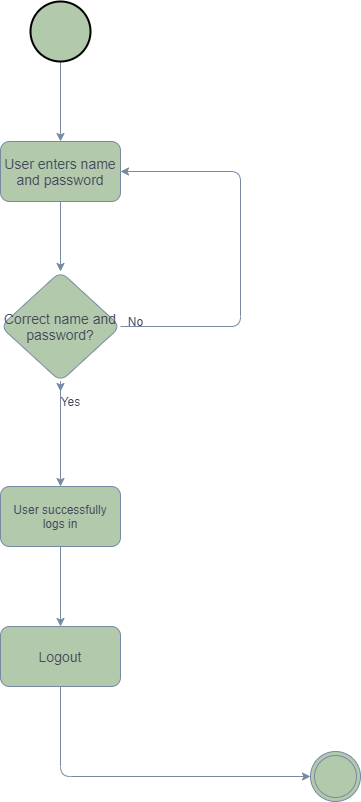 User enters name
and password
Correct name and
password?
No
Yes
User successfully
logs in
Logout